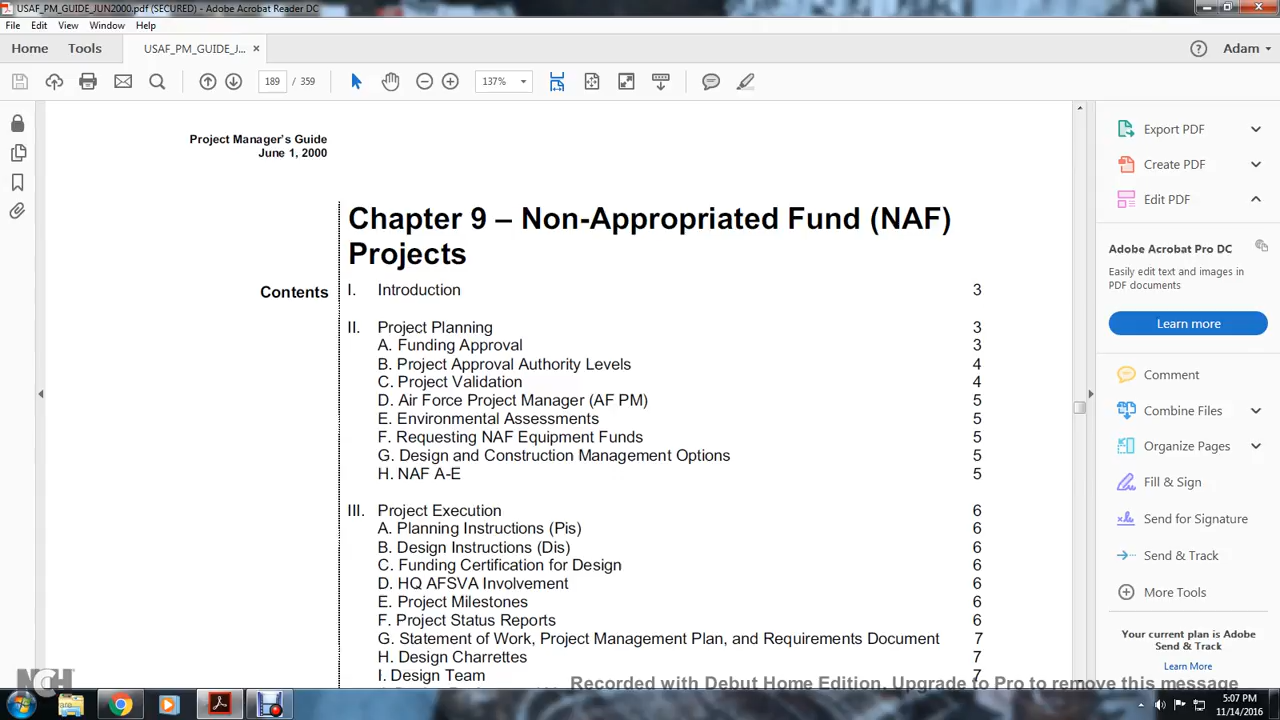 USAF_PM_GUIDE_JUN2000.pdf (SECURED) - Adobe Acrobat Reader DC
File Edit View Window Help
Home Tools USAF_PM_GUIDE_J... × Adam
189 / 359 137%
Project Manager's Guide
June 1, 2000
Chapter 9 – Non-Appropriated Fund (NAF)
Projects
Contents
I. Introduction 3
II. Project Planning 3
A. Funding Approval 3
B. Project Approval Authority Levels 4
C. Project Validation 4
D. Air Force Project Manager (AF PM) 5
E. Environmental Assessments 5
F. Requesting NAF Equipment Funds 5
G. Design and Construction Management Options 5
H. NAF A-E 5
III. Project Execution 6
A. Planning Instructions (Pis) 6
B. Design Instructions (Dis) 6
C. Funding Certification for Design 6
D. HQ AFSVA Involvement 6
E. Project Milestones 6
F. Project Status Reports 6
G. Statement of Work, Project Management Plan, and Requirements Document 7
H. Design Charrettes 7
I. Design Team 7
Export PDF
Create PDF
Edit PDF
Adobe Acrobat Pro DC
Easily edit text and images in
PDF documents
Learn more
Comment
Combine Files
Organize Pages
Fill & Sign
Send for Signature
Send & Track
More Tools
Your current plan is Adobe
Send & Track
Learn More
NCH
Recorded with Debut Home Edition. Upgrade to Pro to remove this message
5:07 PM
11/14/2016